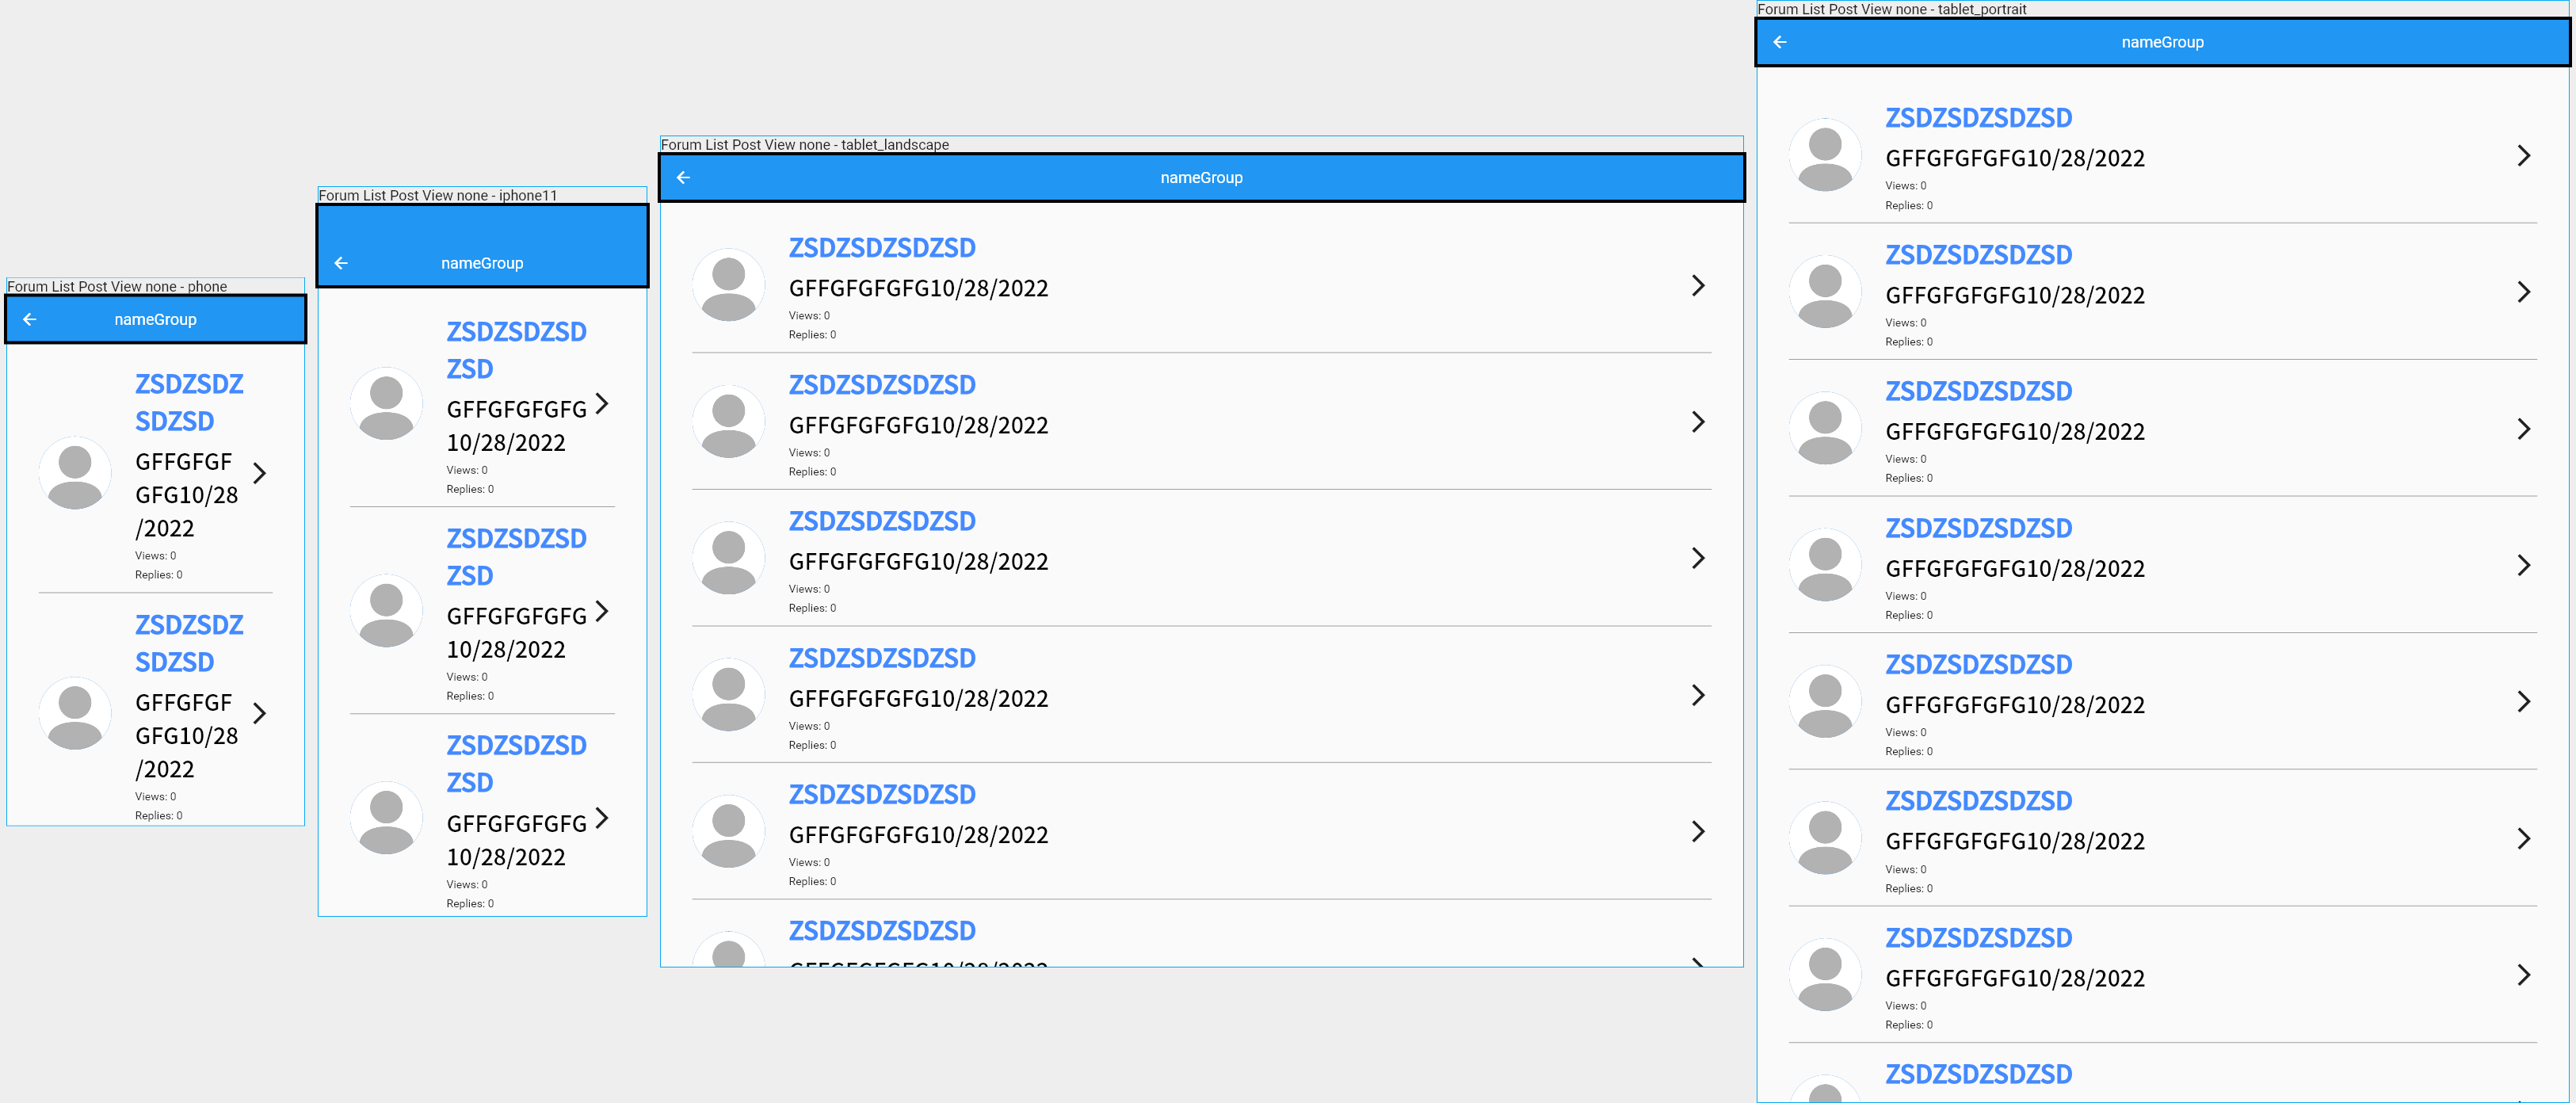 Forum List Post View none - phone
nameGroup
ZSDZSDZ
SDZSD
GFFGFGF
GFG10/28
/2022
Views: 0
Replies: 0
ZSDZSDZ
SDZSD
GFFGFGF
GFG10/28
/2022
Views: 0
Replies: 0
Forum List Post View none - iphone11
nameGroup
ZSDZSDZSD
ZSD
GFFGFGFGFG
10/28/2022
Views: 0
Replies: 0
ZSDZSDZSD
ZSD
GFFGFGFGFG
10/28/2022
Views: 0
Replies: 0
ZSDZSDZSD
ZSD
GFFGFGFGFG
10/28/2022
Views: 0
Replies: 0
Forum List Post View none - tablet_landscape
nameGroup
ZSDZSDZSDZSD
GFFGFGFGFG10/28/2022
Views: 0
Replies: 0
ZSDZSDZSDZSD
GFFGFGFGFG10/28/2022
Views: 0
Replies: 0
ZSDZSDZSDZSD
GFFGFGFGFG10/28/2022
Views: 0
Replies: 0
ZSDZSDZSDZSD
GFFGFGFGFG10/28/2022
Views: 0
Replies: 0
ZSDZSDZSDZSD
GFFGFGFGFG10/28/2022
Views: 0
Replies: 0
ZSDZSDZSDZSD
GFFGFGFGFG10/28/2022
Forum List Post View none - tablet_portrait
nameGroup
ZSDZSDZSDZSD
GFFGFGFGFG10/28/2022
Views: 0
Replies: 0
ZSDZSDZSDZSD
GFFGFGFGFG10/28/2022
Views: 0
Replies: 0
ZSDZSDZSDZSD
GFFGFGFGFG10/28/2022
Views: 0
Replies: 0
ZSDZSDZSDZSD
GFFGFGFGFG10/28/2022
Views: 0
Replies: 0
ZSDZSDZSDZSD
GFFGFGFGFG10/28/2022
Views: 0
Replies: 0
ZSDZSDZSDZSD
GFFGFGFGFG10/28/2022
Views: 0
Replies: 0
ZSDZSDZSDZSD
GFFGFGFGFG10/28/2022
Views: 0
Replies: 0
ZSDZSDZSDZSD